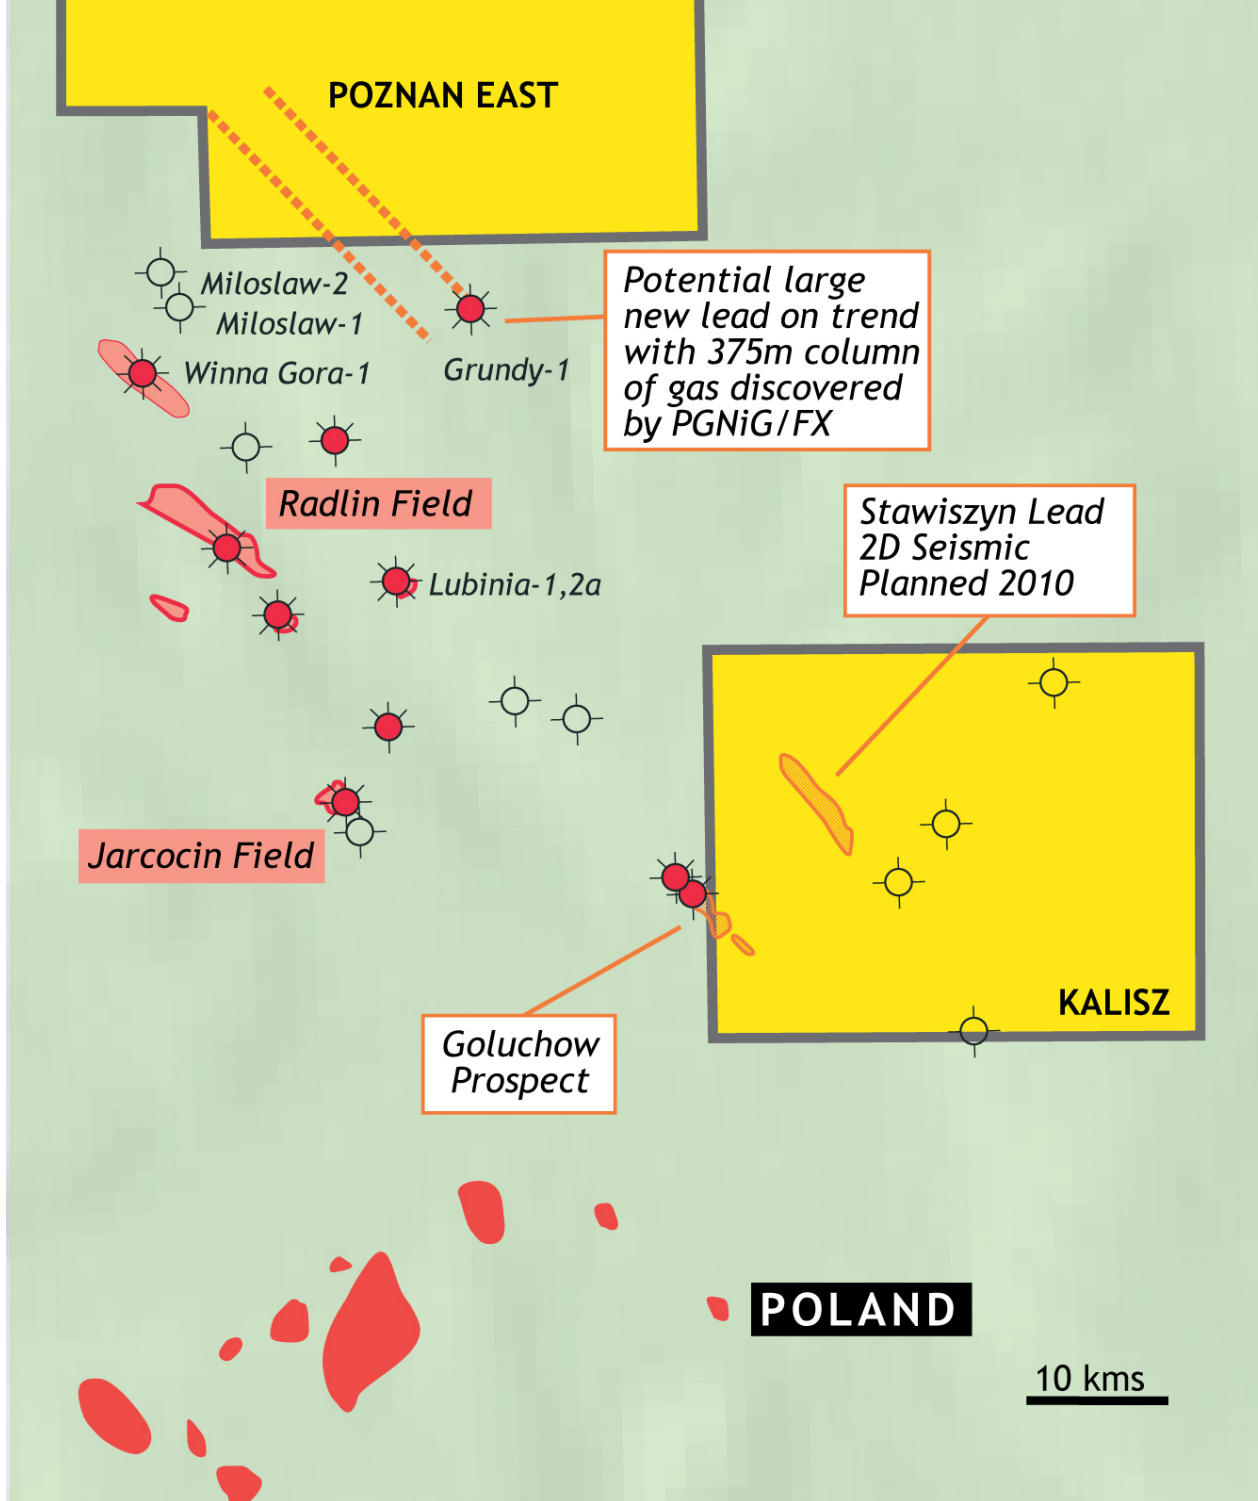 POZNAN EAST
Miloslaw-2
Miloslaw-1
Winna Gora-1
Grundy-1
Potential large
new lead on trend
with 375m column
of gas discovered
by PGNiG/FX
Radlin Field
Lubinia-1,2a
Stawiszyn Lead
2D Seismic
Planned 2010
Jarcocin Field
KALISZ
Goluchow
Prospect
POLAND
10 kms